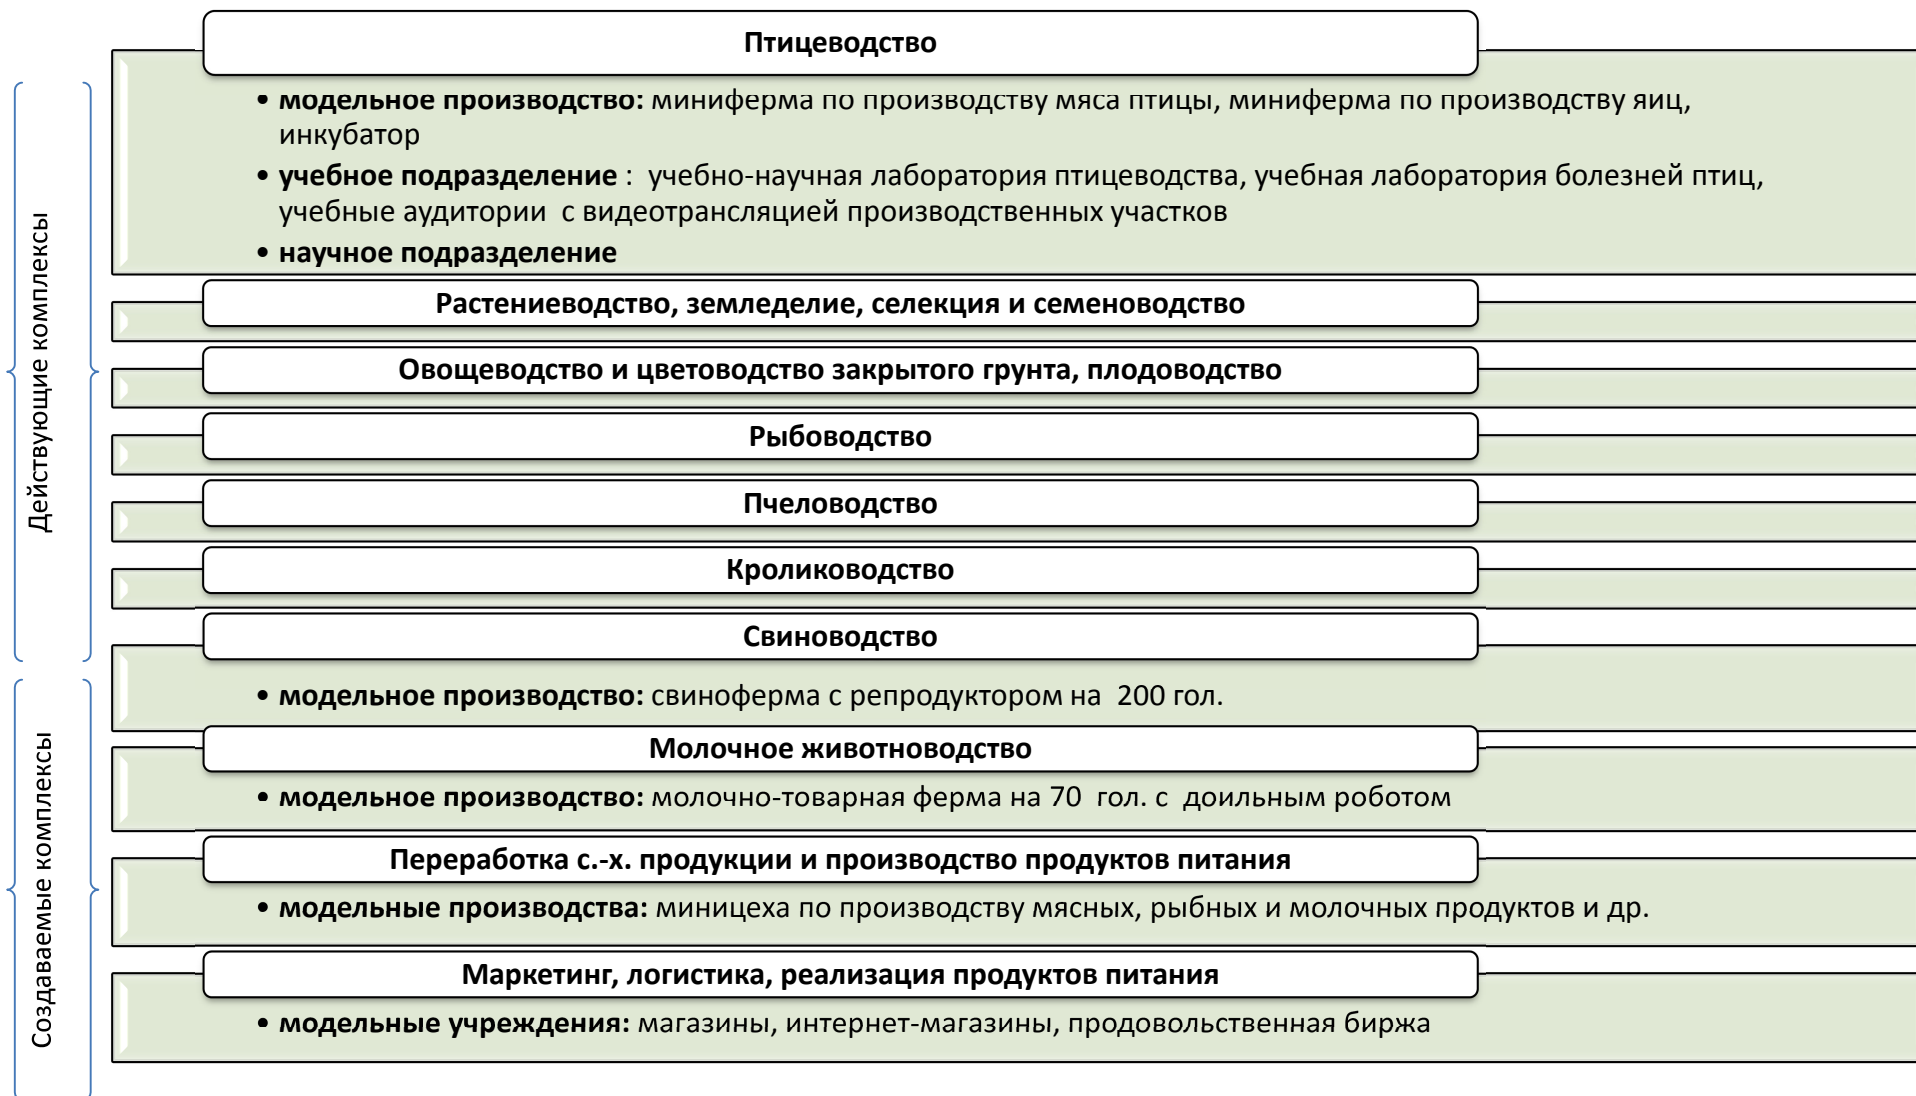 Птицеводство
• модельное производство: миниферма по производству мяса птицы, миниферма по производству яиц,
инкубатор
• учебное подразделение : учебно-научная лаборатория птицеводства, учебная лаборатория болезней птиц,
учебные аудитории с видеотрансляцией производственных участков
• научное подразделение
Растениеводство, земледелие, селекция и семеноводство
Овощеводство и цветоводство закрытого грунта, плодоводство
Рыбоводство
Пчеловодство
Кролиководство
Действующие комплексы
Свиноводство
• модельное производство: свиноферма с репродуктором на 200 гол.
Молочное животноводство
• модельное производство: молочно-товарная ферма на 70 гол. с доильным роботом
Переработка с.-х. продукции и производство продуктов питания
• модельные производства: миницеха по производству мясных, рыбных и молочных продуктов и др.
Маркетинг, логистика, реализация продуктов питания
• модельные учреждения: магазины, интернет-магазины, продовольственная биржа
Создаваемые комплексы